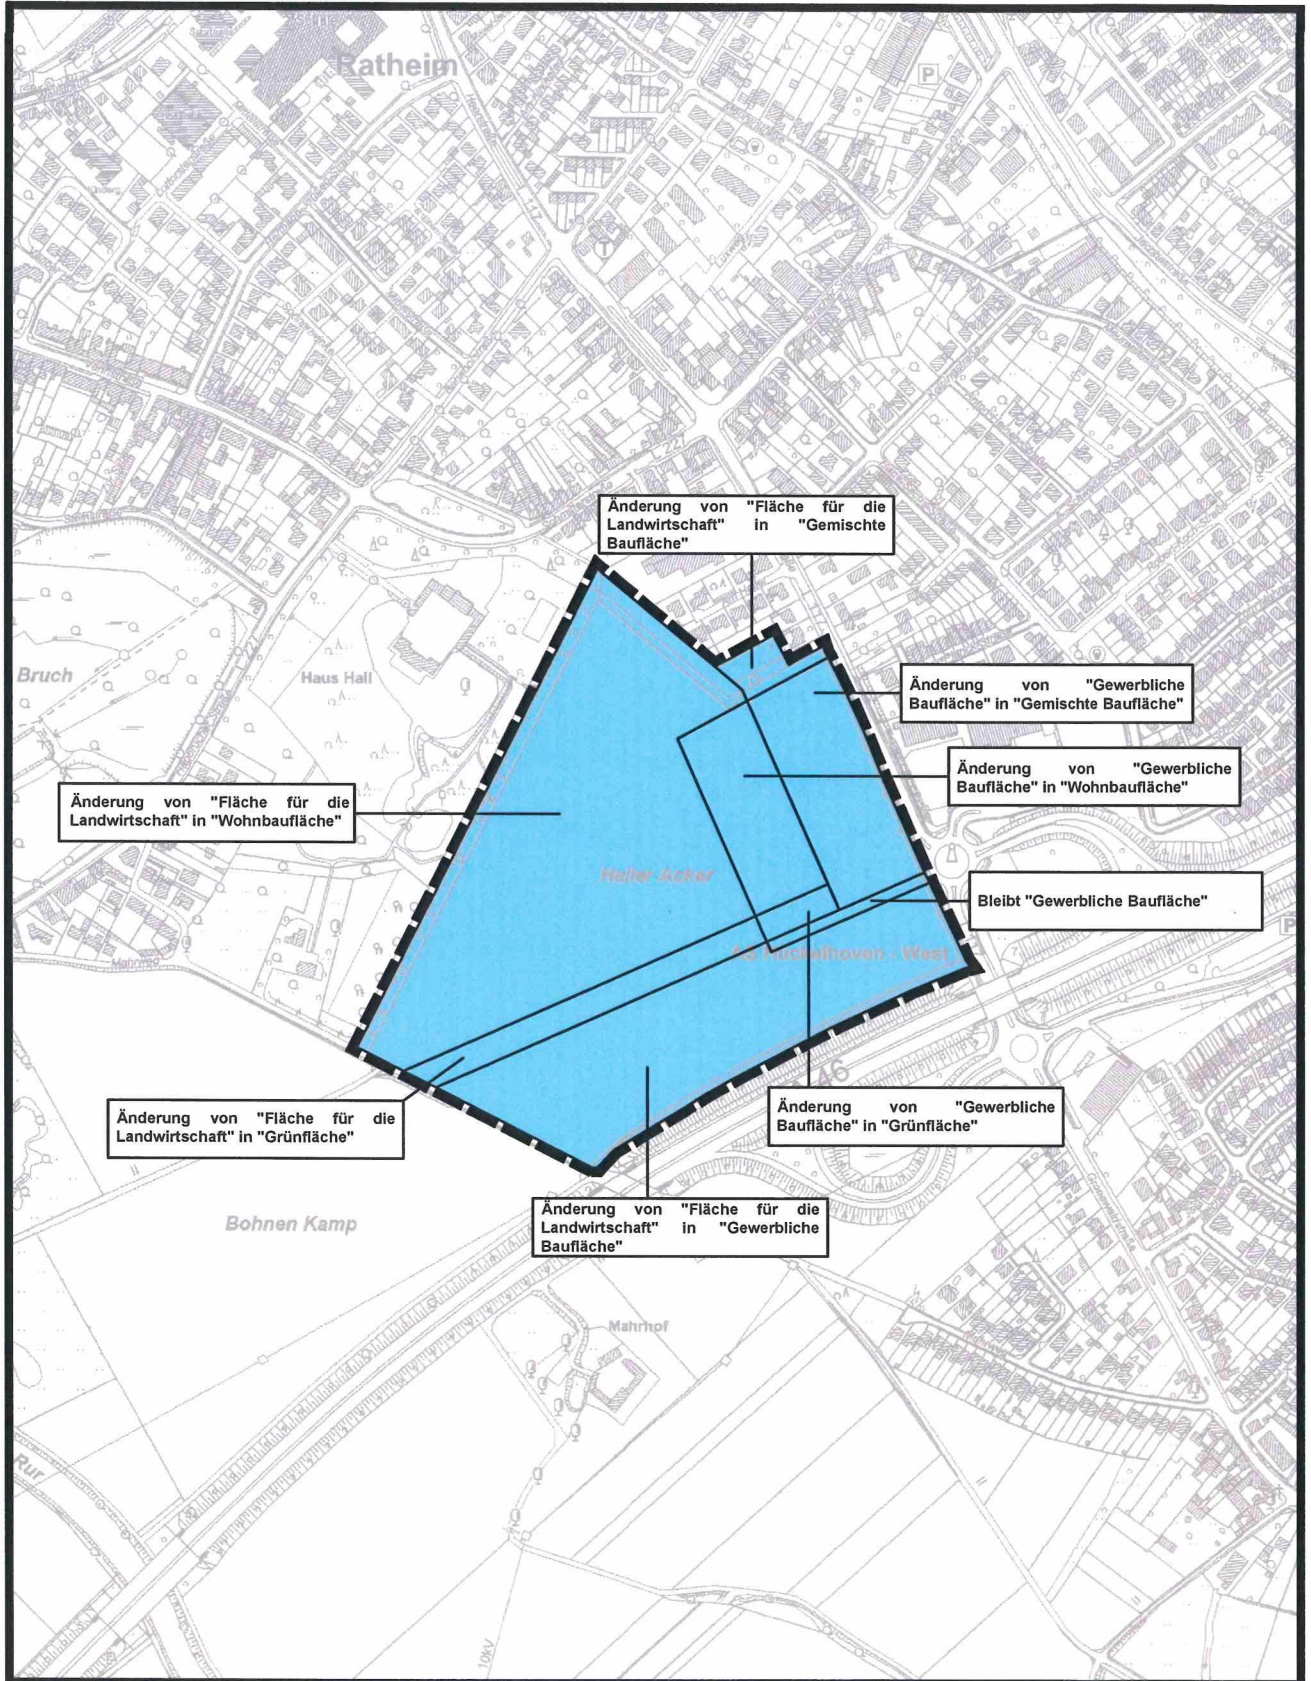 Ratheim
Änderung von "Fläche für die
Landwirtschaft" in "Gemischte
Baufläche"
Bruch
Haus Hall
Änderung von "Gewerbliche
Baufläche" in "Gemischte Baufläche"
Änderung von "Gewerbliche
Baufläche" in "Wohnbaufläche"
Änderung von "Fläche für die
Landwirtschaft" in "Wohnbaufläche"
Bleibt "Gewerbliche Baufläche"
AS Hückelhoven - West
Mahrweg
46
Änderung von "Gewerbliche
Baufläche" in "Grünfläche"
Änderung von "Fläche für die
Landwirtschaft" in "Grünfläche"
Änderung von "Fläche für die
Landwirtschaft" in "Gewerbliche
Baufläche"
Bohnen Kamp
Mahrhof
Rur
10kV